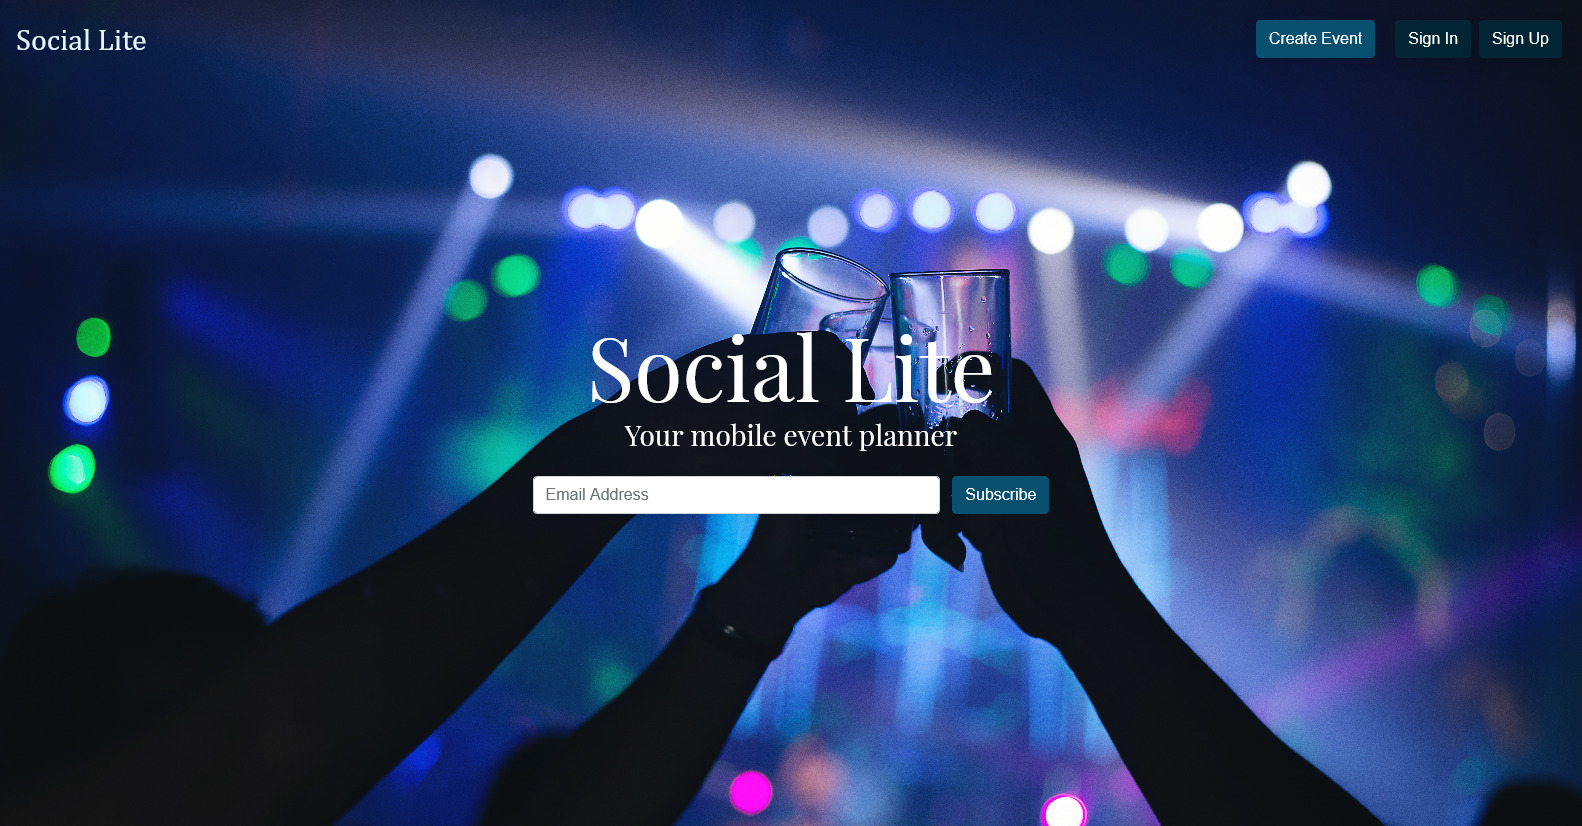 Social Lite
Create Event
Sign In
Sign Up
Social Lite
Your mobile event planner
Email Address
Subscribe